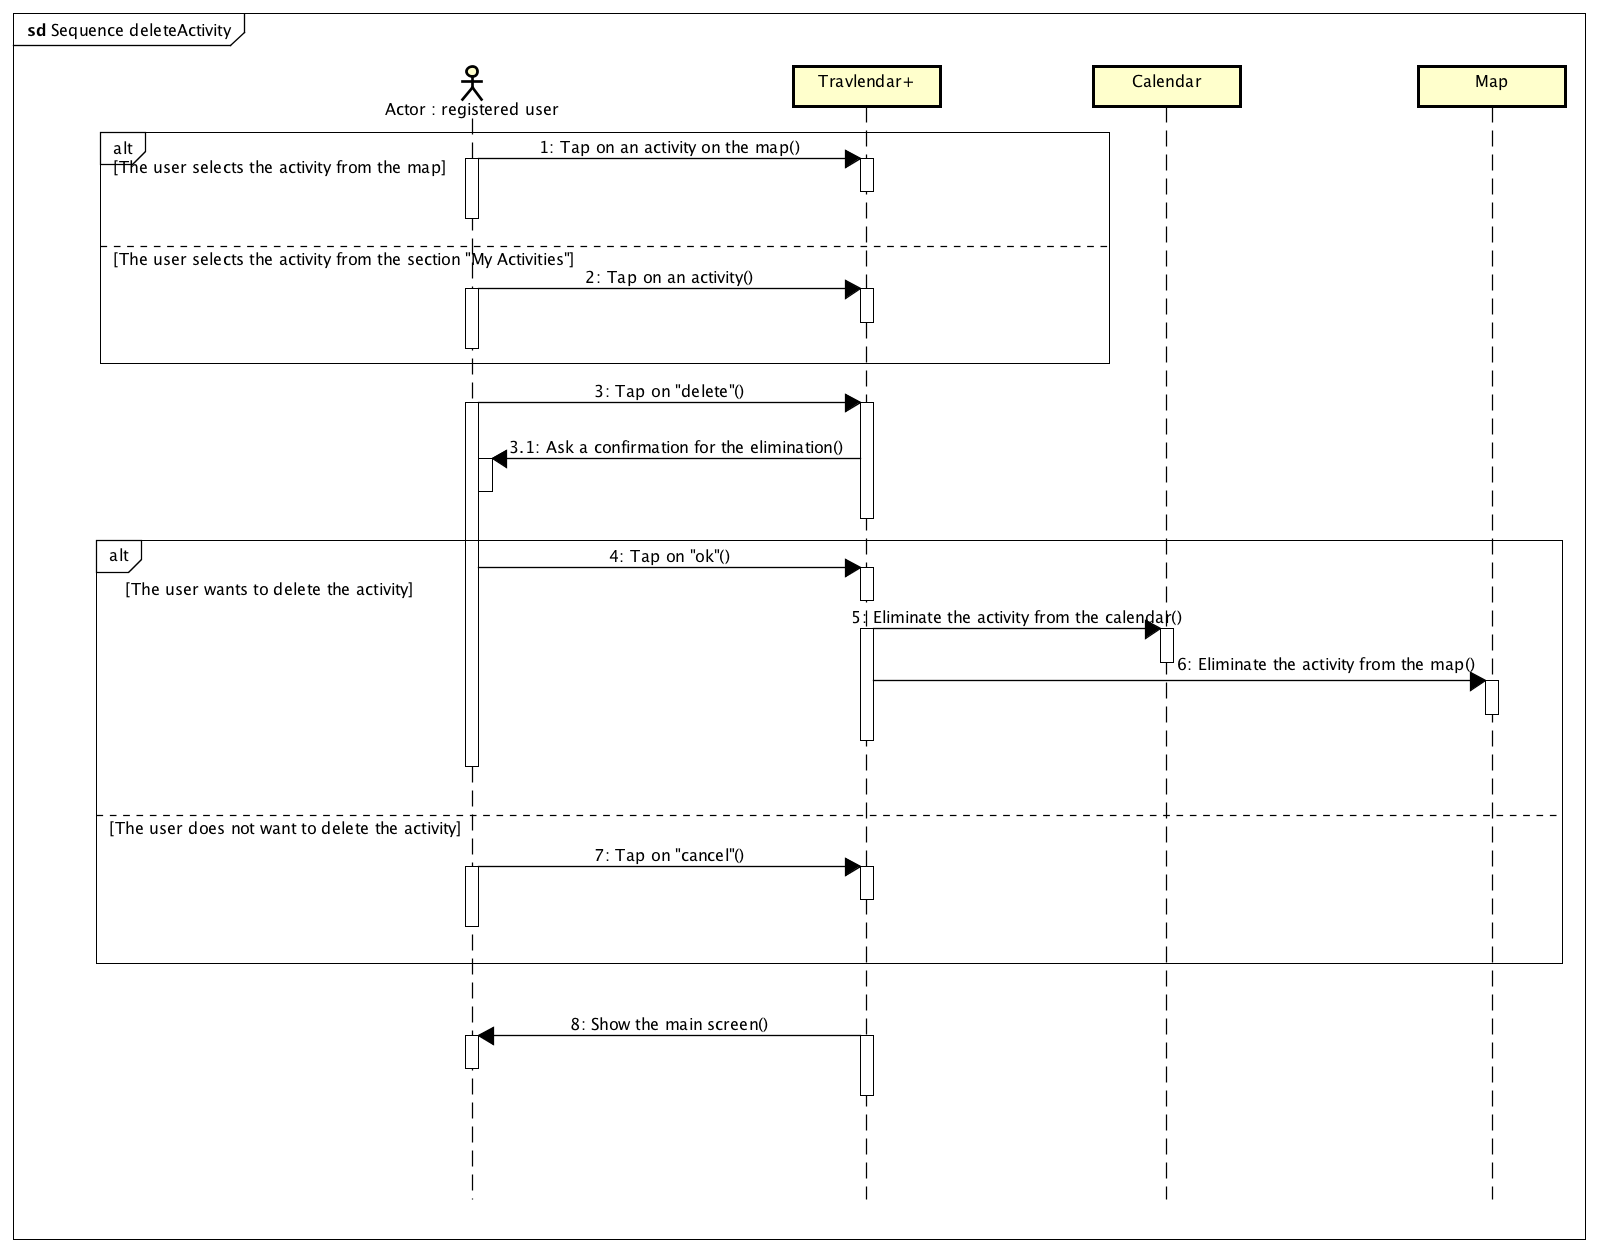 sd Sequence deleteActivity
Actor : registered user
Travlendar+
Calendar
Map
alt
1: Tap on an activity on the map()
[The user selects the activity from the map]
[The user selects the activity from the section "My Activities"]
2: Tap on an activity()
3: Tap on "delete"()
3.1: Ask a confirmation for the elimination()
alt
4: Tap on "ok"()
[The user wants to delete the activity]
5: Eliminate the activity from the calendar()
6: Eliminate the activity from the map()
[The user does not want to delete the activity]
7: Tap on "cancel"()
8: Show the main screen()